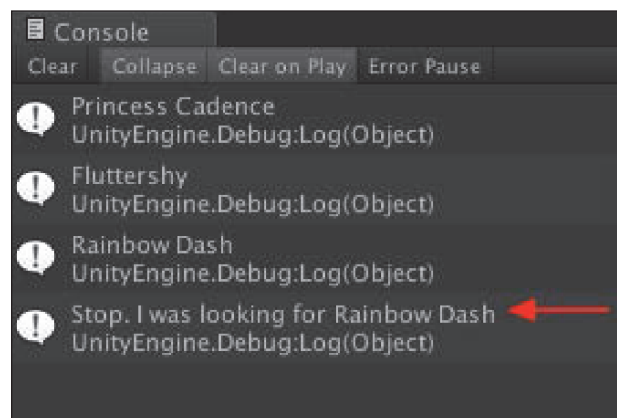 Console
Clear Collapse Clear on Play Error Pause
Princess Cadence
UnityEngine.Debug:Log(Object)
Fluttershy
UnityEngine.Debug:Log(Object)
Rainbow Dash
UnityEngine.Debug:Log(Object)
Stop. I was looking for Rainbow Dash
UnityEngine.Debug:Log(Object)